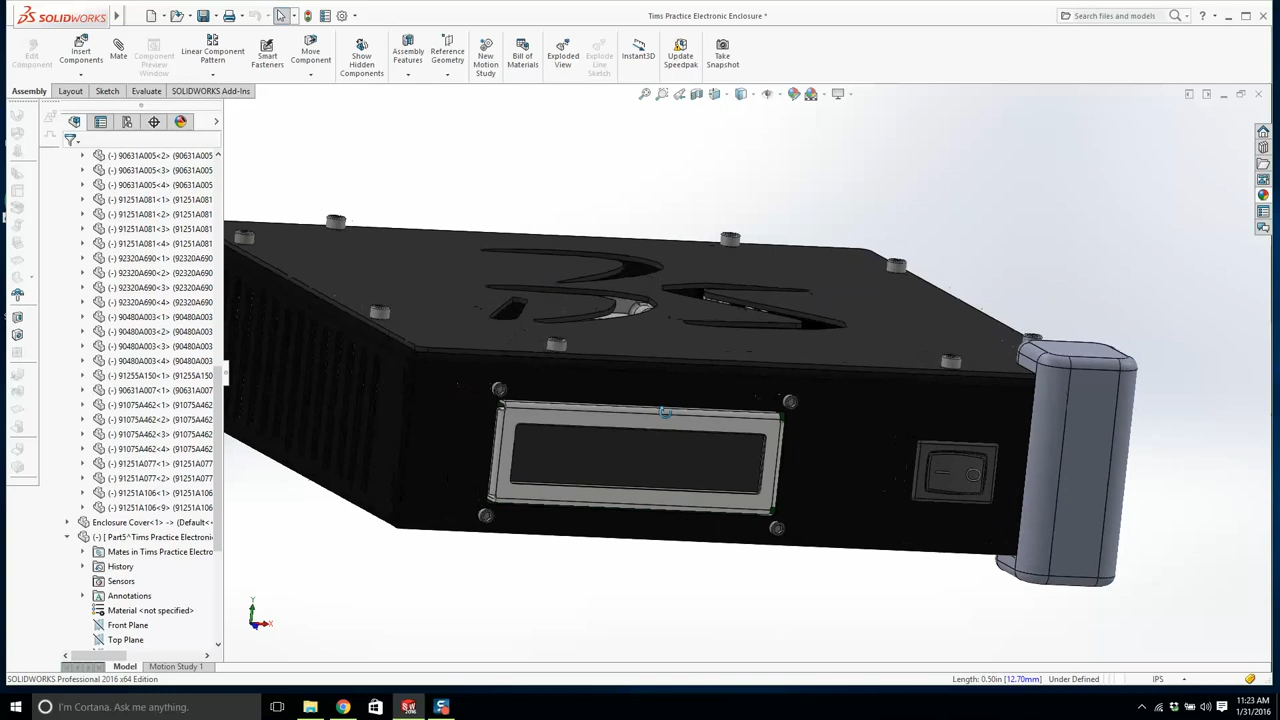 SOLIDWORKS
Tims Practice Electronic Enclosure *
Search files and models
Edit Component
Insert Components
Mate
Component Preview Window
Linear Component Pattern
Smart Fasteners
Move Component
Show Hidden Components
Assembly Features
Reference Geometry
New Motion Study
Bill of Materials
Exploded View
Explode Line Sketch
Instant3D
Update Speedpak
Take Snapshot
Assembly
Layout
Sketch
Evaluate
SOLIDWORKS Add-Ins
(-) 90631A005<2> (90631A005
(-) 90631A005<3> (90631A005
(-) 90631A005<4> (90631A005
(-) 91251A081<1> (91251A081
(-) 91251A081<2> (91251A081
(-) 91251A081<3> (91251A081
(-) 91251A081<4> (91251A081
(-) 92320A690<1> (92320A690
(-) 92320A690<2> (92320A690
(-) 92320A690<3> (92320A690
(-) 92320A690<4> (92320A690
(-) 90480A003<1> (90480A003
(-) 90480A003<2> (90480A003
(-) 90480A003<3> (90480A003
(-) 90480A003<4> (90480A003
(-) 91255A150<1> (91255A150
(-) 90631A007<1> (90631A007
(-) 91075A462<1> (91075A462
(-) 91075A462<2> (91075A462
(-) 91075A462<3> (91075A462
(-) 91075A462<4> (91075A462
(-) 91251A077<1> (91251A077
(-) 91251A077<2> (91251A077
(-) 91251A106<1> (91251A106
(-) 91251A106<9> (91251A106
Enclosure Cover<1> -> (Default<
(-) [ Part5^Tims Practice Electroni
Mates in Tims Practice Electro
History
Sensors
Annotations
Material <not specified>
Front Plane
Top Plane
Y
X
Model
Motion Study 1
SOLIDWORKS Professional 2016 x64 Edition
Length: 0.50in [12.70mm]
Under Defined
IPS
I'm Cortana. Ask me anything.
11:23 AM
1/31/2016